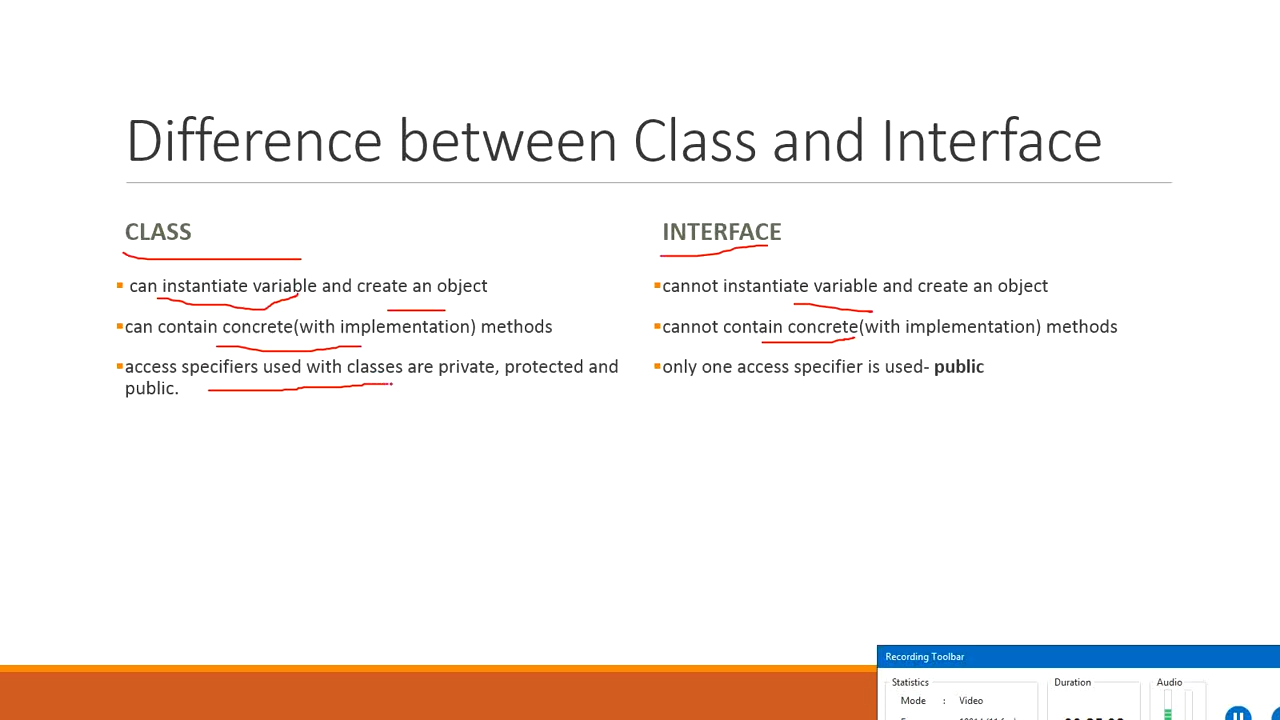 Difference between Class and Interface
CLASS
can instantiate variable and create an object
can contain concrete(with implementation) methods
access specifiers used with classes are private, protected and
public.
INTERFACE
cannot instantiate variable and create an object
cannot contain concrete(with implementation) methods
only one access specifier is used- public
Recording Toolbar
Statistics
Mode : Video
Duration
Audio